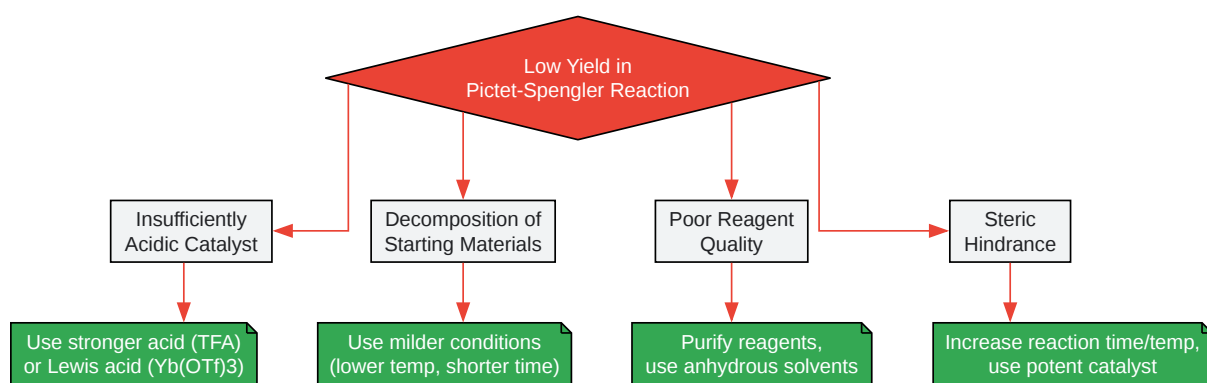 Low Yield in
Pictet-Spengler Reaction
Insufficiently
Acidic Catalyst
Decomposition of
Starting Materials
Poor Reagent
Quality
Steric
Hindrance
Use stronger acid (TFA)
or Lewis acid (Yb(OTf)3)
Use milder conditions
(lower temp, shorter time)
Purify reagents,
use anhydrous solvents
Increase reaction time/temp,
use potent catalyst